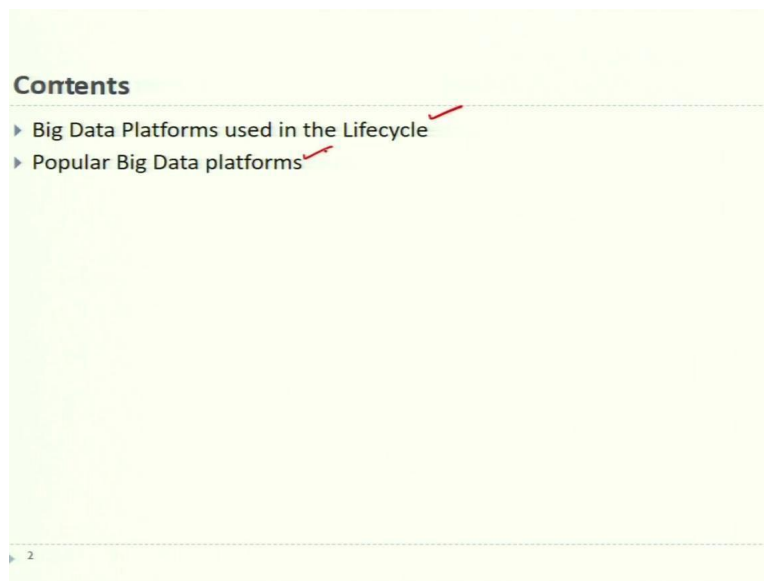 Contents
Big Data Platforms used in the Lifecycle
Popular Big Data platforms
2